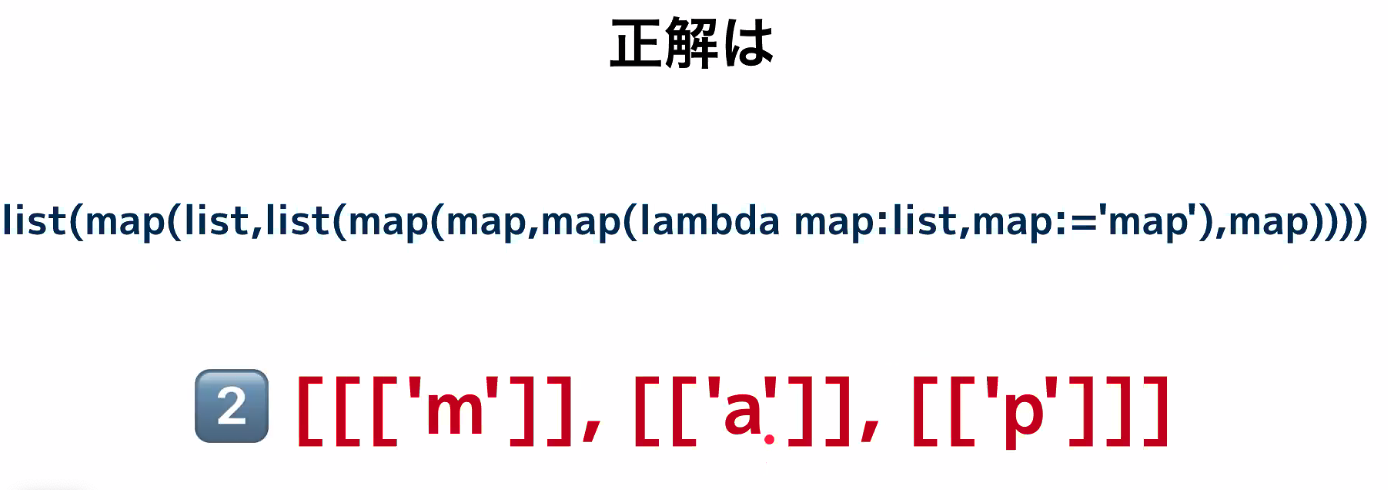 正解は
list(map(list,list(map(map,map(lambda map:list,map:='map'),map))))
2 [[['m']], [['a']], [['p']]]